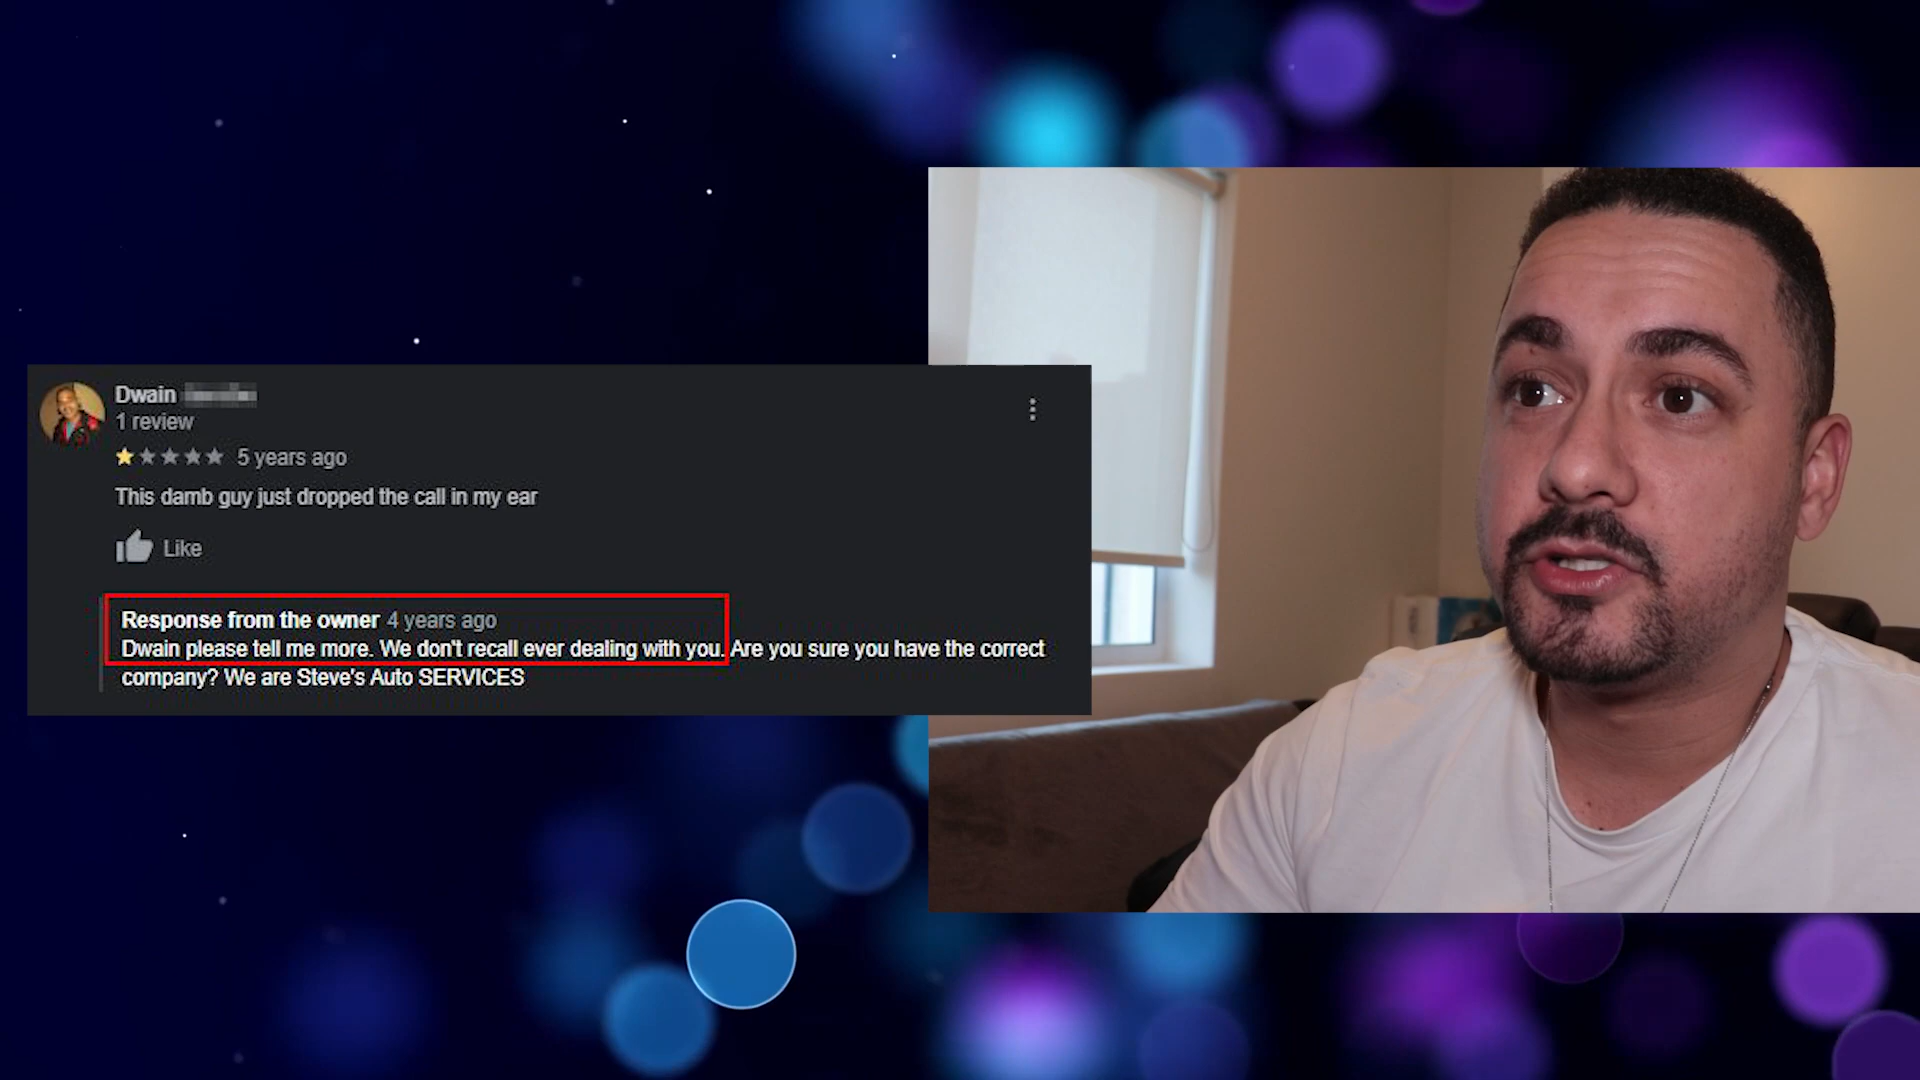 Dwain
1 review
5 years ago
This damb guy just dropped the call in my ear
Like
Response from the owner 4 years ago
Dwain please tell me more. We don't recall ever dealing with you. Are you sure you have the correct
company? We are Steve's Auto SERVICES